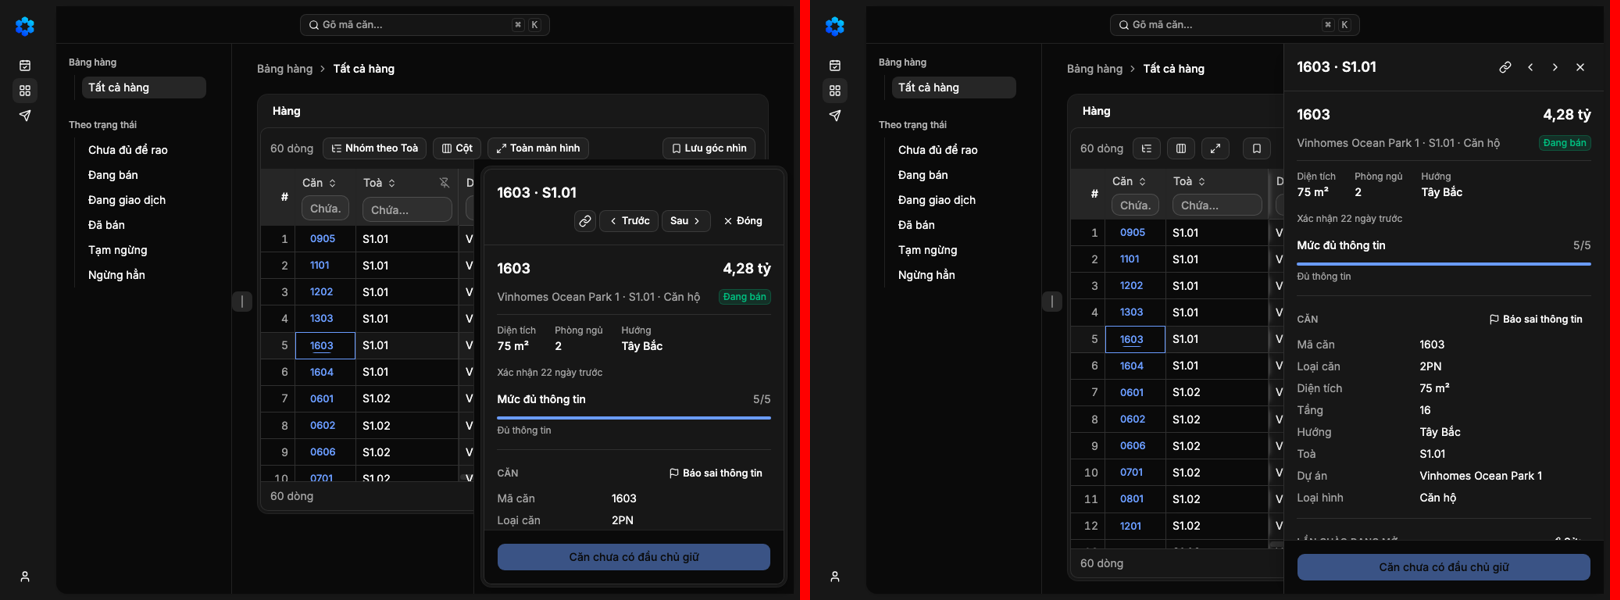 Gõ mã căn... ⌘ K
Bảng hàng
Tất cả hàng
Theo trạng thái
Chưa đủ để rao
Đang bán
Đang giao dịch
Đã bán
Tạm ngừng
Ngừng hẳn
Bảng hàng > Tất cả hàng
Hàng
60 dòng Nhóm theo Toà Cột Toàn màn hình Lưu góc nhìn
# Căn Toà D
Chứa. Chứa...
1 0905 S1.01 V
2 1101 S1.01 V
3 1202 S1.01 V
4 1303 S1.01 V
5 1603 S1.01
6 1604 S1.01 V
7 0601 S1.02 V
8 0602 S1.02 V
9 0606 S1.02 V
10 0701 S1.02 V
60 dòng
1603 · S1.01
Trước Sau Đóng
1603 4,28 tỷ
Vinhomes Ocean Park 1 · S1.01 · Căn hộ Đang bán
Diện tích Phòng ngủ Hướng
75 m² 2 Tây Bắc
Xác nhận 22 ngày trước
Mức đủ thông tin 5/5
Đủ thông tin
CĂN Báo sai thông tin
Mã căn 1603
Loại căn 2PN
Căn chưa có đầu chủ giữ
Gõ mã căn... ⌘ K
Bảng hàng
Tất cả hàng
Theo trạng thái
Chưa đủ để rao
Đang bán
Đang giao dịch
Đã bán
Tạm ngừng
Ngừng hẳn
Bảng hàng > Tất cả hàng
Hàng
60 dòng
# Căn Toà D
Chứa. Chứa...
1 0905 S1.01 V
2 1101 S1.01 V
3 1202 S1.01 V
4 1303 S1.01 V
5 1603 S1.01 V
6 1604 S1.01 V
7 0601 S1.02 V
8 0602 S1.02 V
9 0606 S1.02 V
10 0701 S1.02 V
11 0801 S1.02 V
12 1201 S1.02 V
60 dòng
1603 · S1.01
1603 4,28 tỷ
Vinhomes Ocean Park 1 · S1.01 · Căn hộ Đang bán
Diện tích Phòng ngủ Hướng
75 m² 2 Tây Bắc
Xác nhận 22 ngày trước
Mức đủ thông tin 5/5
Đủ thông tin
CĂN Báo sai thông tin
Mã căn 1603
Loại căn 2PN
Diện tích 75 m²
Tầng 16
Hướng Tây Bắc
Toà S1.01
Dự án Vinhomes Ocean Park 1
Loại hình Căn hộ
Căn chưa có đầu chủ giữ